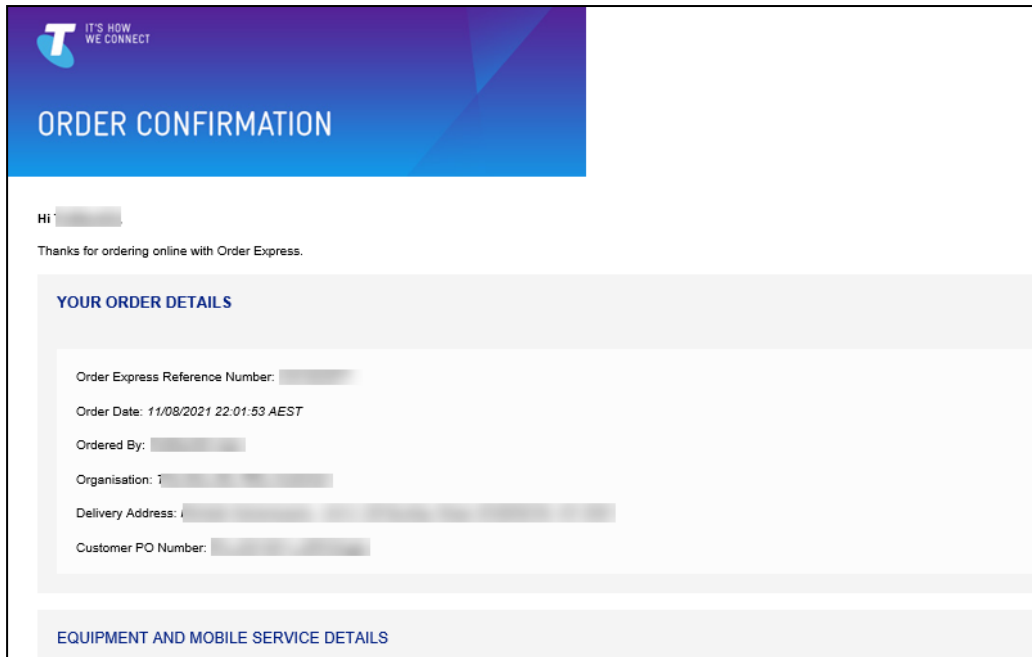 IT'S HOW
WE CONNECT
ORDER CONFIRMATION
Hi
Thanks for ordering online with Order Express.
YOUR ORDER DETAILS
Order Express Reference Number:
Order Date: 11/08/2021 22:01:53 AEST
Ordered By:
Organisation:
Delivery Address:
Customer PO Number:
EQUIPMENT AND MOBILE SERVICE DETAILS